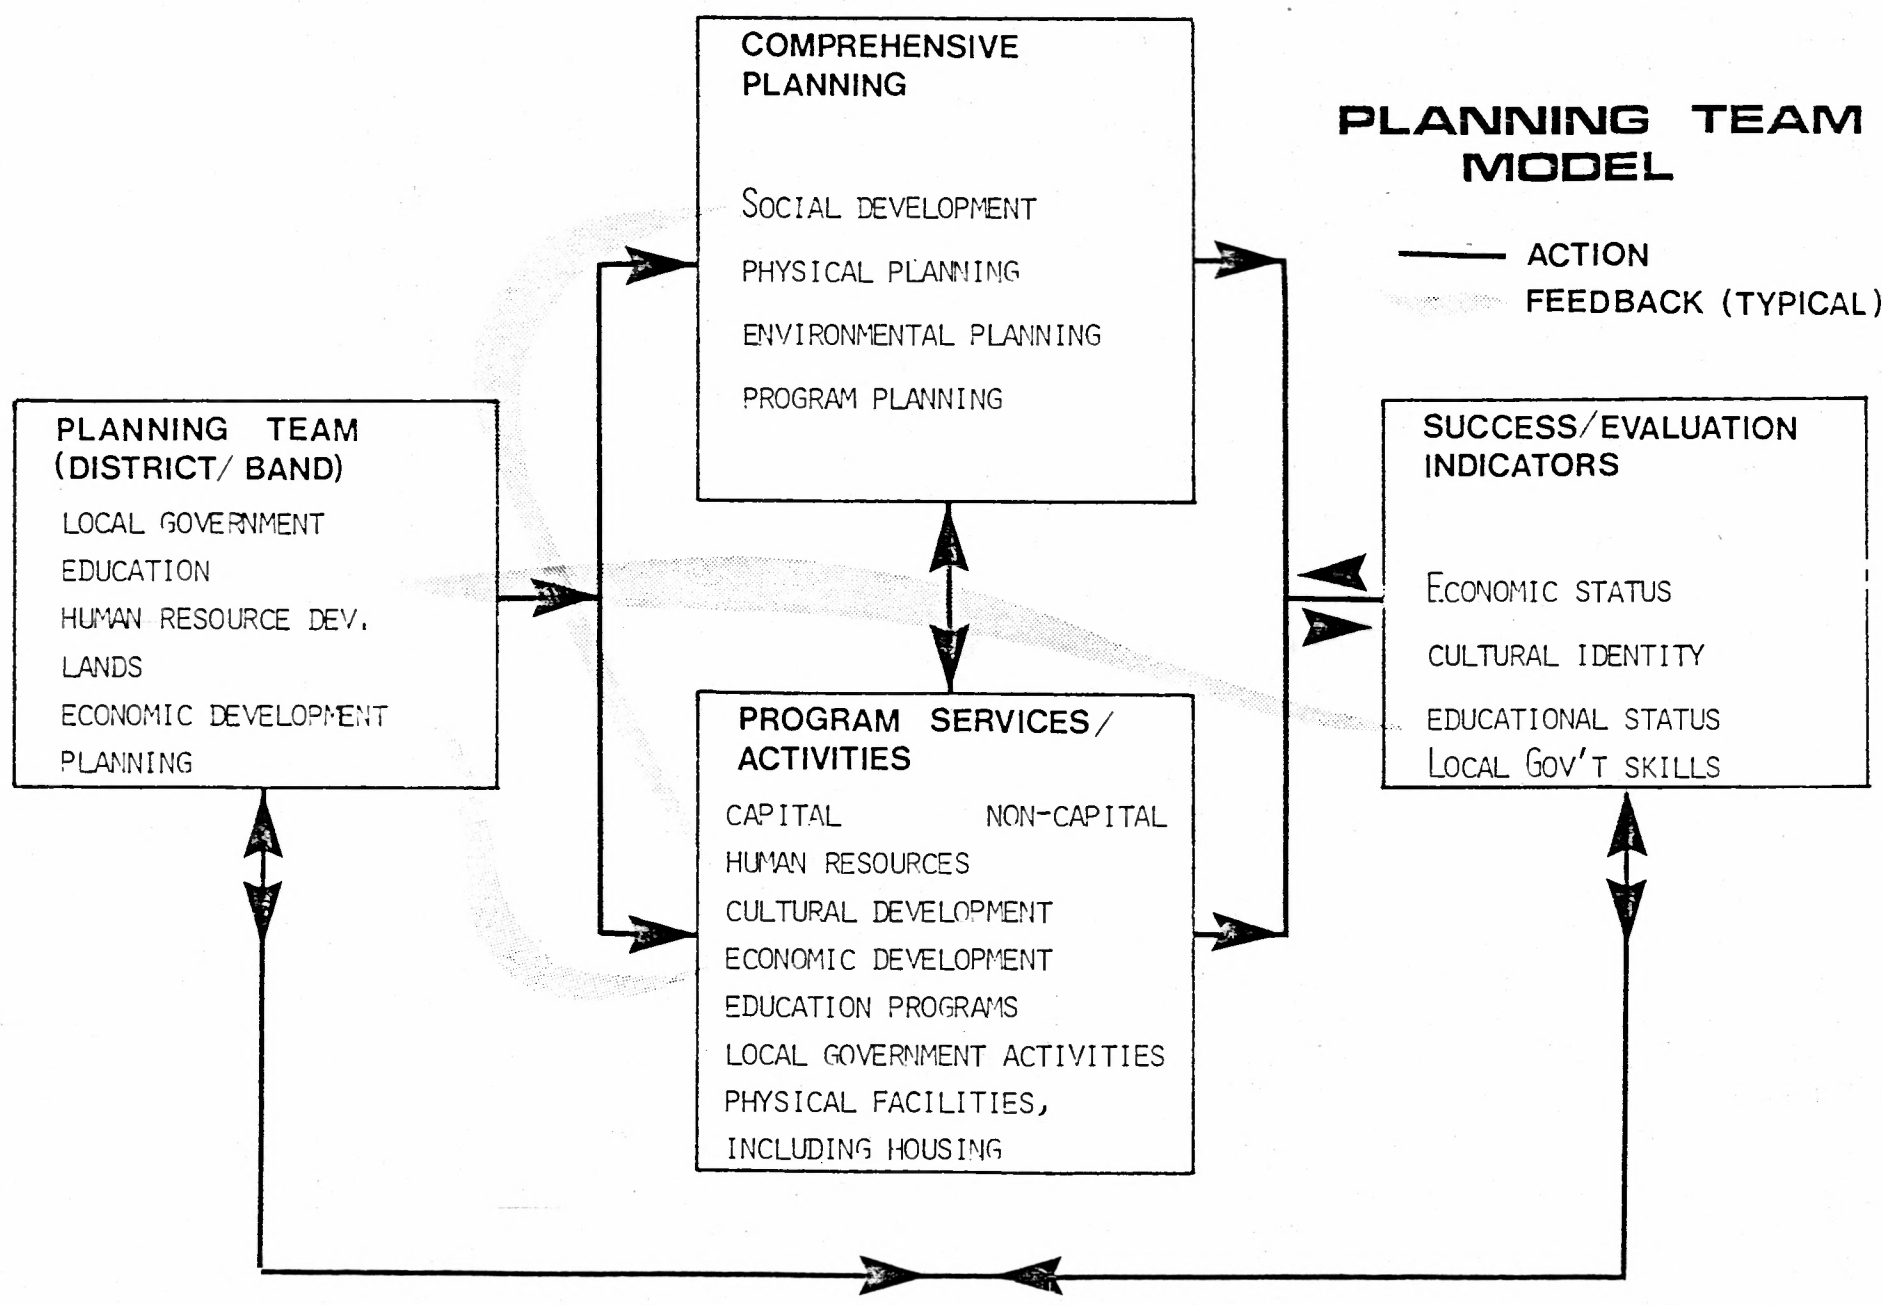 PLANNING TEAM
MODEL
ACTION
FEEDBACK (TYPICAL)
COMPREHENSIVE
PLANNING
SOCIAL DEVELOPMENT
PHYSICAL PLANNING
ENVIRONMENTAL PLANNING
PROGRAM PLANNING
PLANNING TEAM
(DISTRICT/ BAND)
LOCAL GOVERNMENT
EDUCATION
HUMAN RESOURCE DEV.
LANDS
ECONOMIC DEVELOPMENT
PLANNING
PROGRAM SERVICES/
ACTIVITIES
CAPITAL NON-CAPITAL
HUMAN RESOURCES
CULTURAL DEVELOPMENT
ECONOMIC DEVELOPMENT
EDUCATION PROGRAMS
LOCAL GOVERNMENT ACTIVITIES
PHYSICAL FACILITIES,
INCLUDING HOUSING
SUCCESS/EVALUATION
INDICATORS
ECONOMIC STATUS
CULTURAL IDENTITY
EDUCATIONAL STATUS
LOCAL GOV'T SKILLS